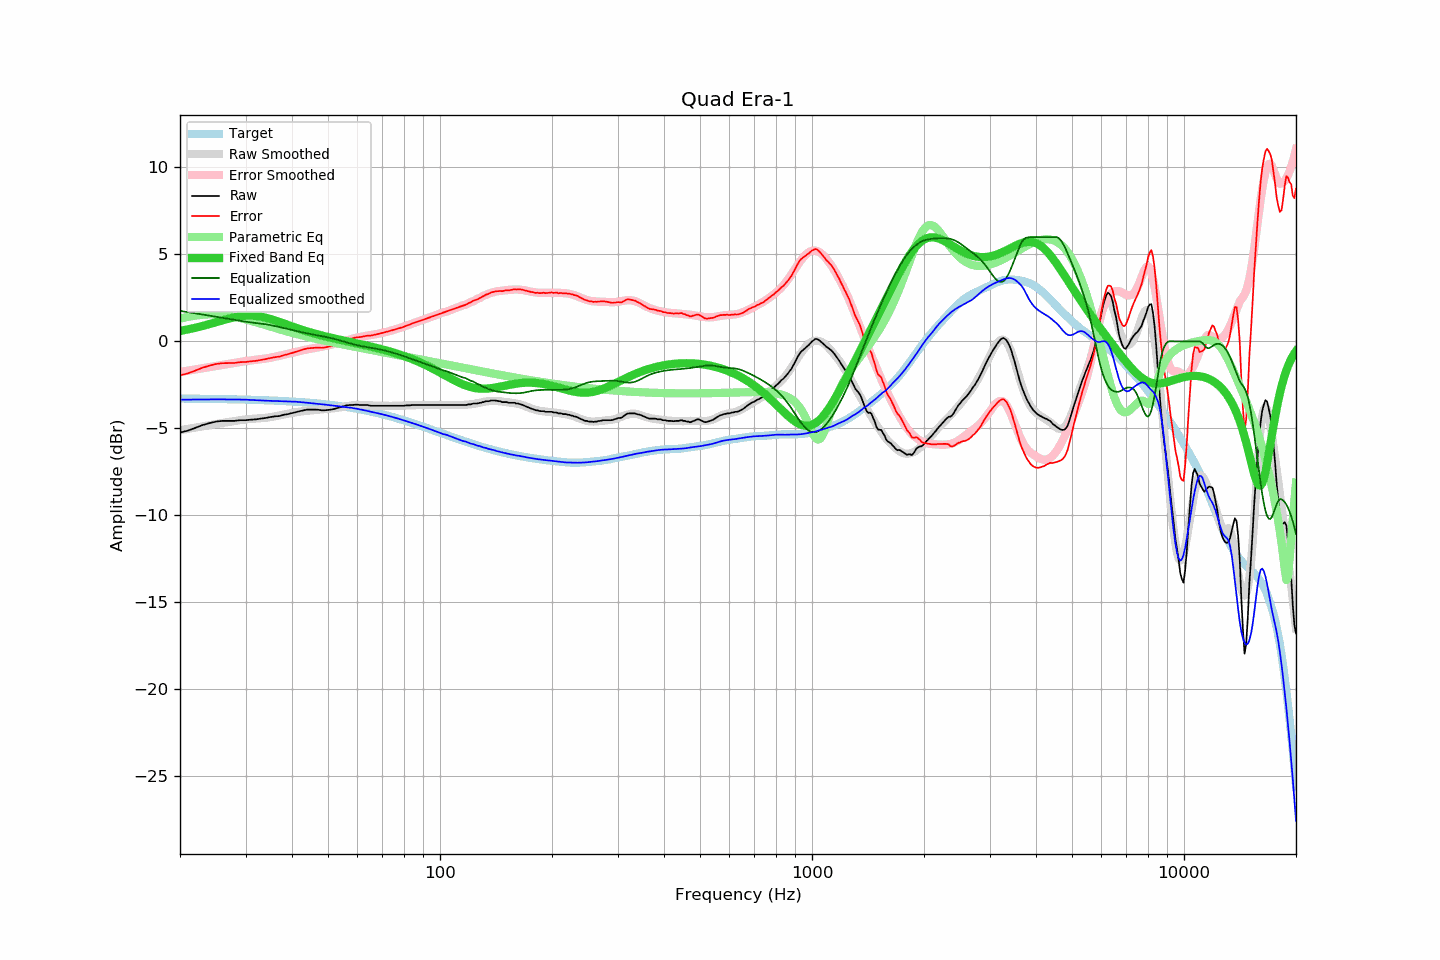 Quad Era-1
Target
Raw Smoothed
Error Smoothed
Raw
Error
Parametric Eq
Fixed Band Eq
Equalization
Equalized smoothed
10
5
0
−5
−10
−15
−20
−25
Amplitude (dBr)
100
1000
10000
Frequency (Hz)